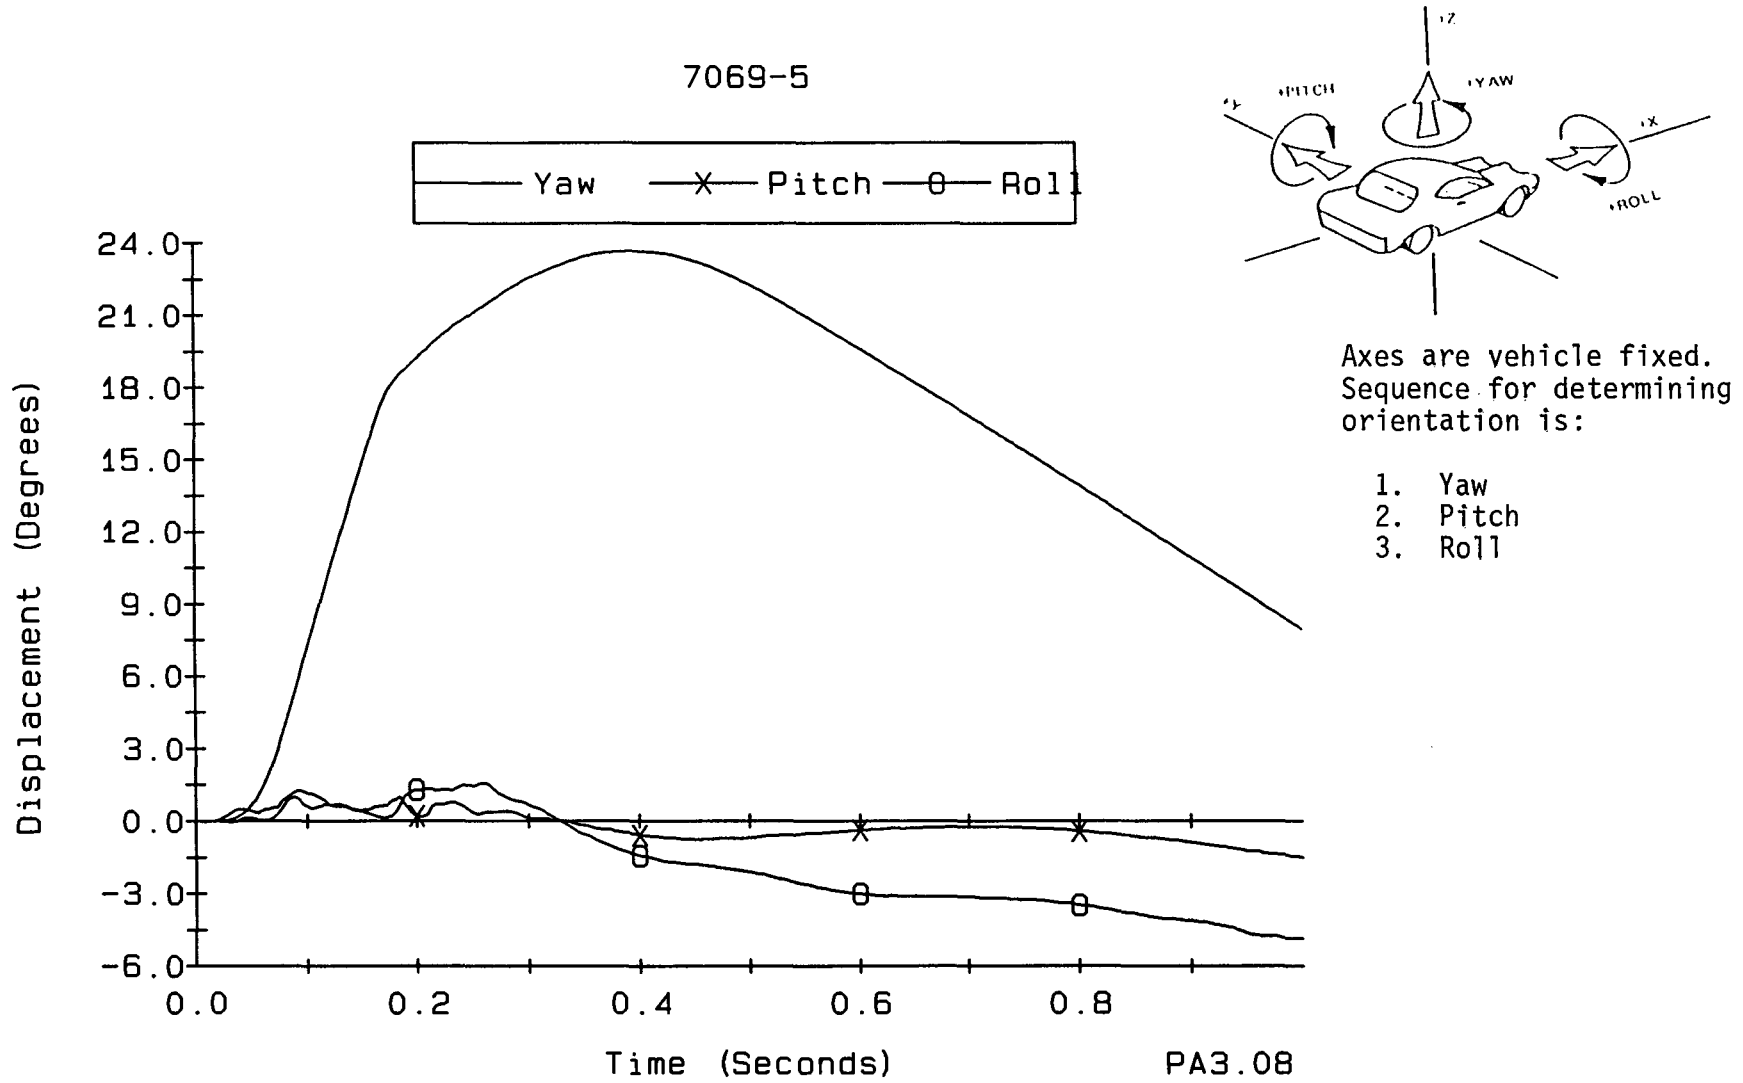 7069-5
Yaw
Pitch
Roll
24.0
21.0
18.0
15.0
12.0
9.0
6.0
3.0
0.0
-3.0
-6.0
Displacement (Degrees)
0.0 0.2 0.4 0.6 0.8
Time (Seconds)
PA3.08
+Z
+YAW
+PITCH
+Y
+X
+ROLL
Axes are vehicle fixed.
Sequence for determining
orientation is:
1. Yaw
2. Pitch
3. Roll